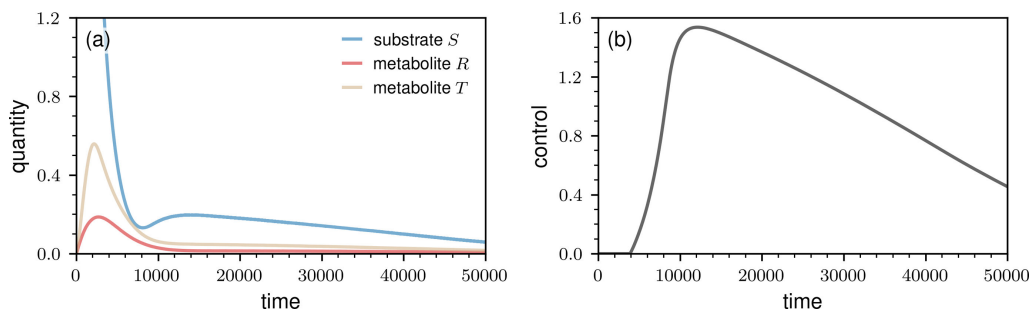 (a)
substrate S
metabolite R
metabolite T
1.2
0.8
0.4
0.0
quantity
0 10000 20000 30000 40000 50000
time
(b)
1.6
1.2
0.8
0.4
0.0
control
0 10000 20000 30000 40000 50000
time